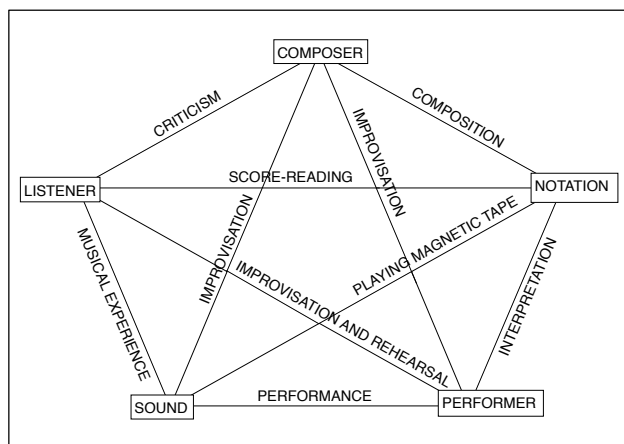 COMPOSER
CRITICISM
COMPOSITION
IMPROVISATION
SCORE-READING
LISTENER
NOTATION
PLAYING MAGNETIC TAPE
IMPROVISATION
MUSICAL EXPERIENCE
IMPROVISATION AND REHEARSAL
INTERPRETATION
PERFORMANCE
SOUND
PERFORMER